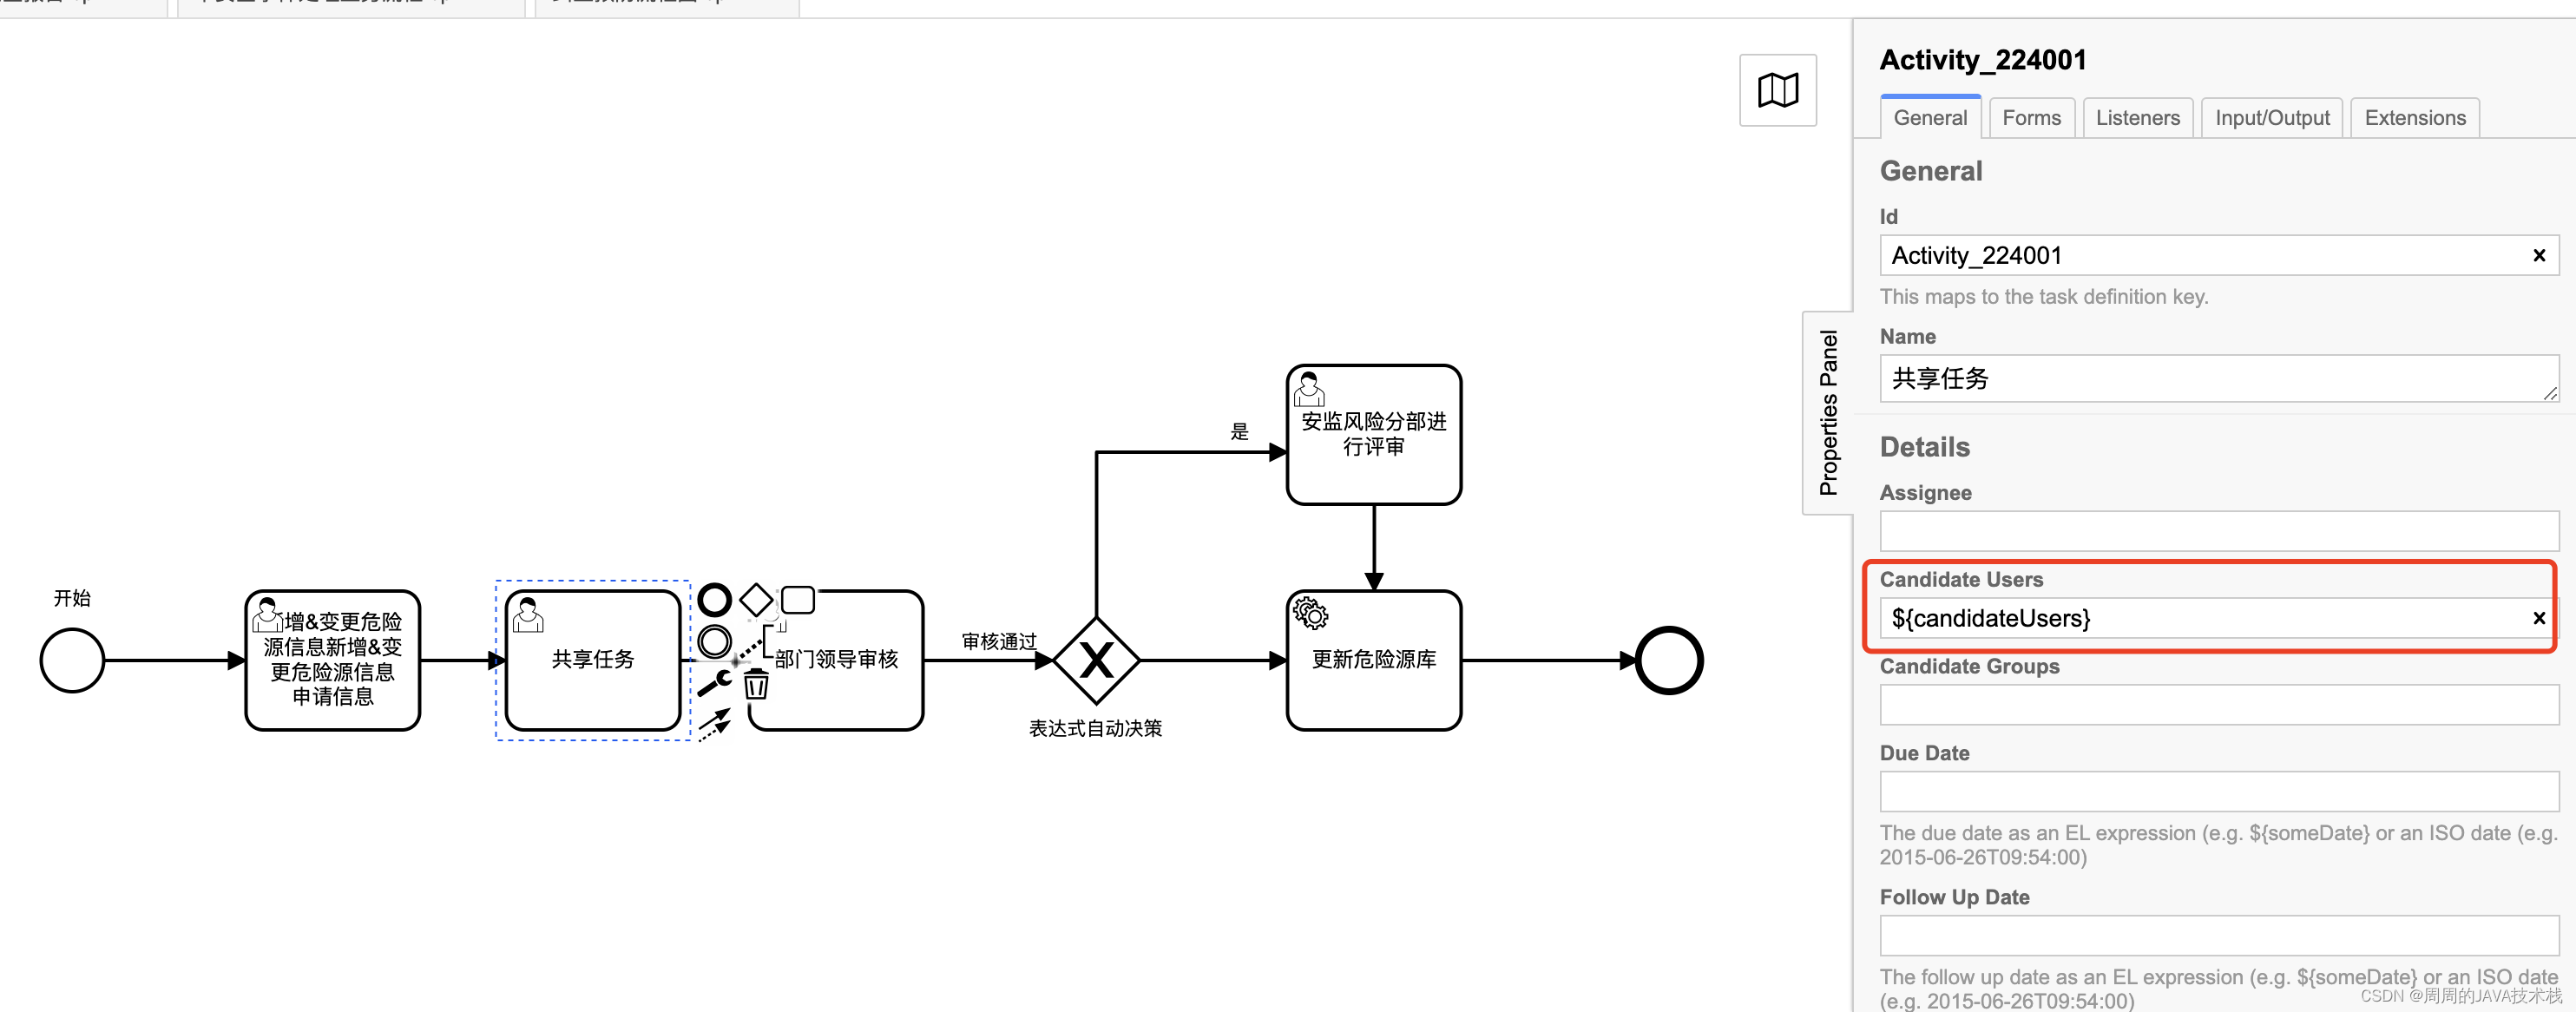 开始
增&变更危险
源信息新增&变
更危险源信息
申请信息
共享任务
部门领导审核
审核通过
表达式自动决策
是
安监风险分部进
行评审
更新危险源库
Properties Panel
Activity_224001
General
Forms
Listeners
Input/Output
Extensions
General
Id
Activity_224001
This maps to the task definition key.
Name
共享任务
Details
Assignee
Candidate Users
${candidateUsers}
Candidate Groups
Due Date
The due date as an EL expression (e.g. ${someDate} or an ISO date (e.g.
2015-06-26T09:54:00)
Follow Up Date
The follow up date as an EL expression (e.g. ${someDate} or an ISO date
(e.g. 2015-06-26T09:54:00)
CSDN @周周的JAVA技术栈